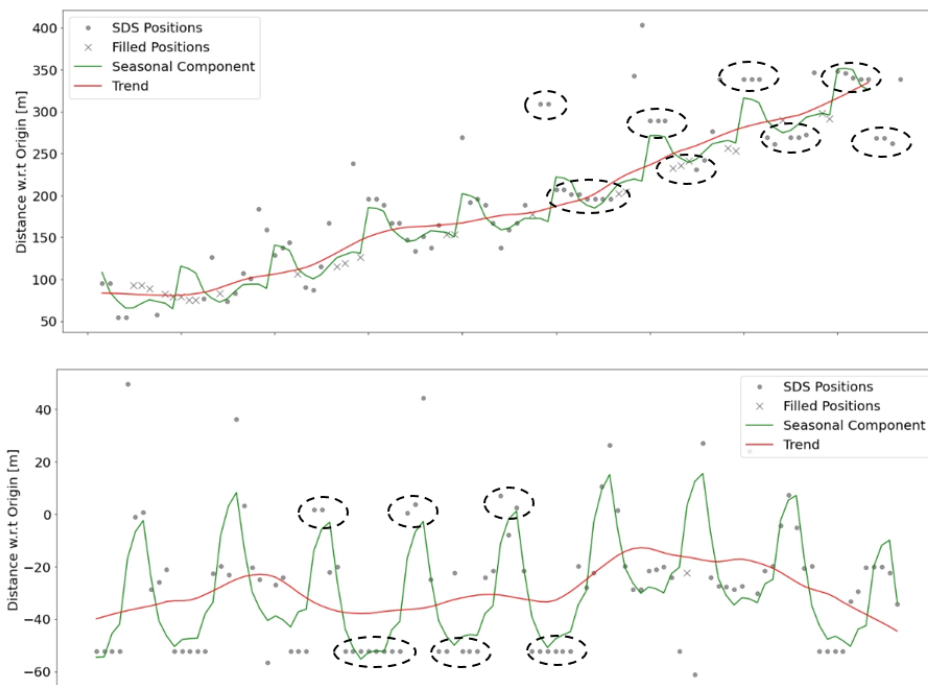 400
350
300
250
200
150
100
50
Distance w.r.t Origin [m]
SDS Positions
Filled Positions
Seasonal Component
Trend
40
20
0
−20
−40
−60
Distance w.r.t Origin [m]
SDS Positions
Filled Positions
Seasonal Component
Trend